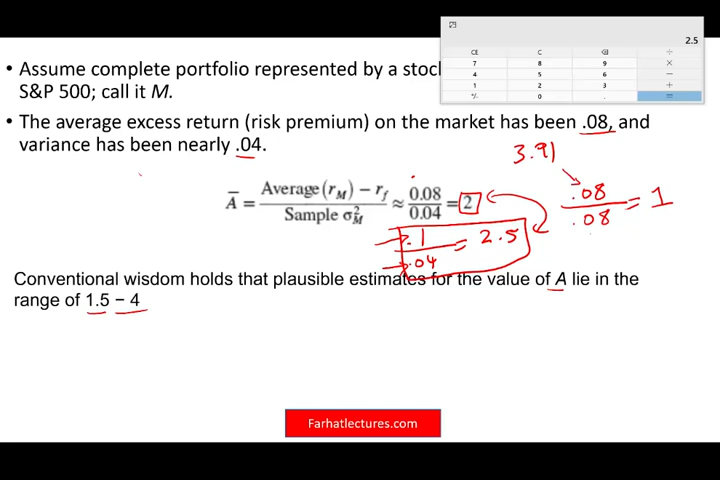 2.5
CE C ⌫ ÷
7 8 9 ×
4 5 6 −
1 2 3 +
⁺/₋ 0 . =
• Assume complete portfolio represented by a stock
S&P 500; call it M.
• The average excess return (risk premium) on the market has been .08, and
variance has been nearly .04.
3.91
Ā = Average(r_M) − r_f / Sample σ²_M ≈ 0.08 / 0.04 = 2
.08 / .08 = 1
.1 / .04 = 2.5
Conventional wisdom holds that plausible estimates for the value of A lie in the
range of 1.5 – 4
Farhatlectures.com